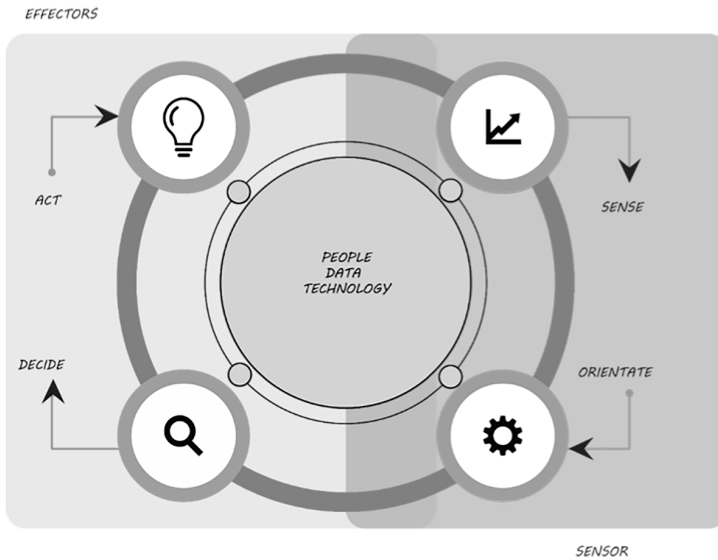 EFFECTORS
ACT
SENSE
PEOPLE
DATA
TECHNOLOGY
DECIDE
ORIENTATE
SENSOR